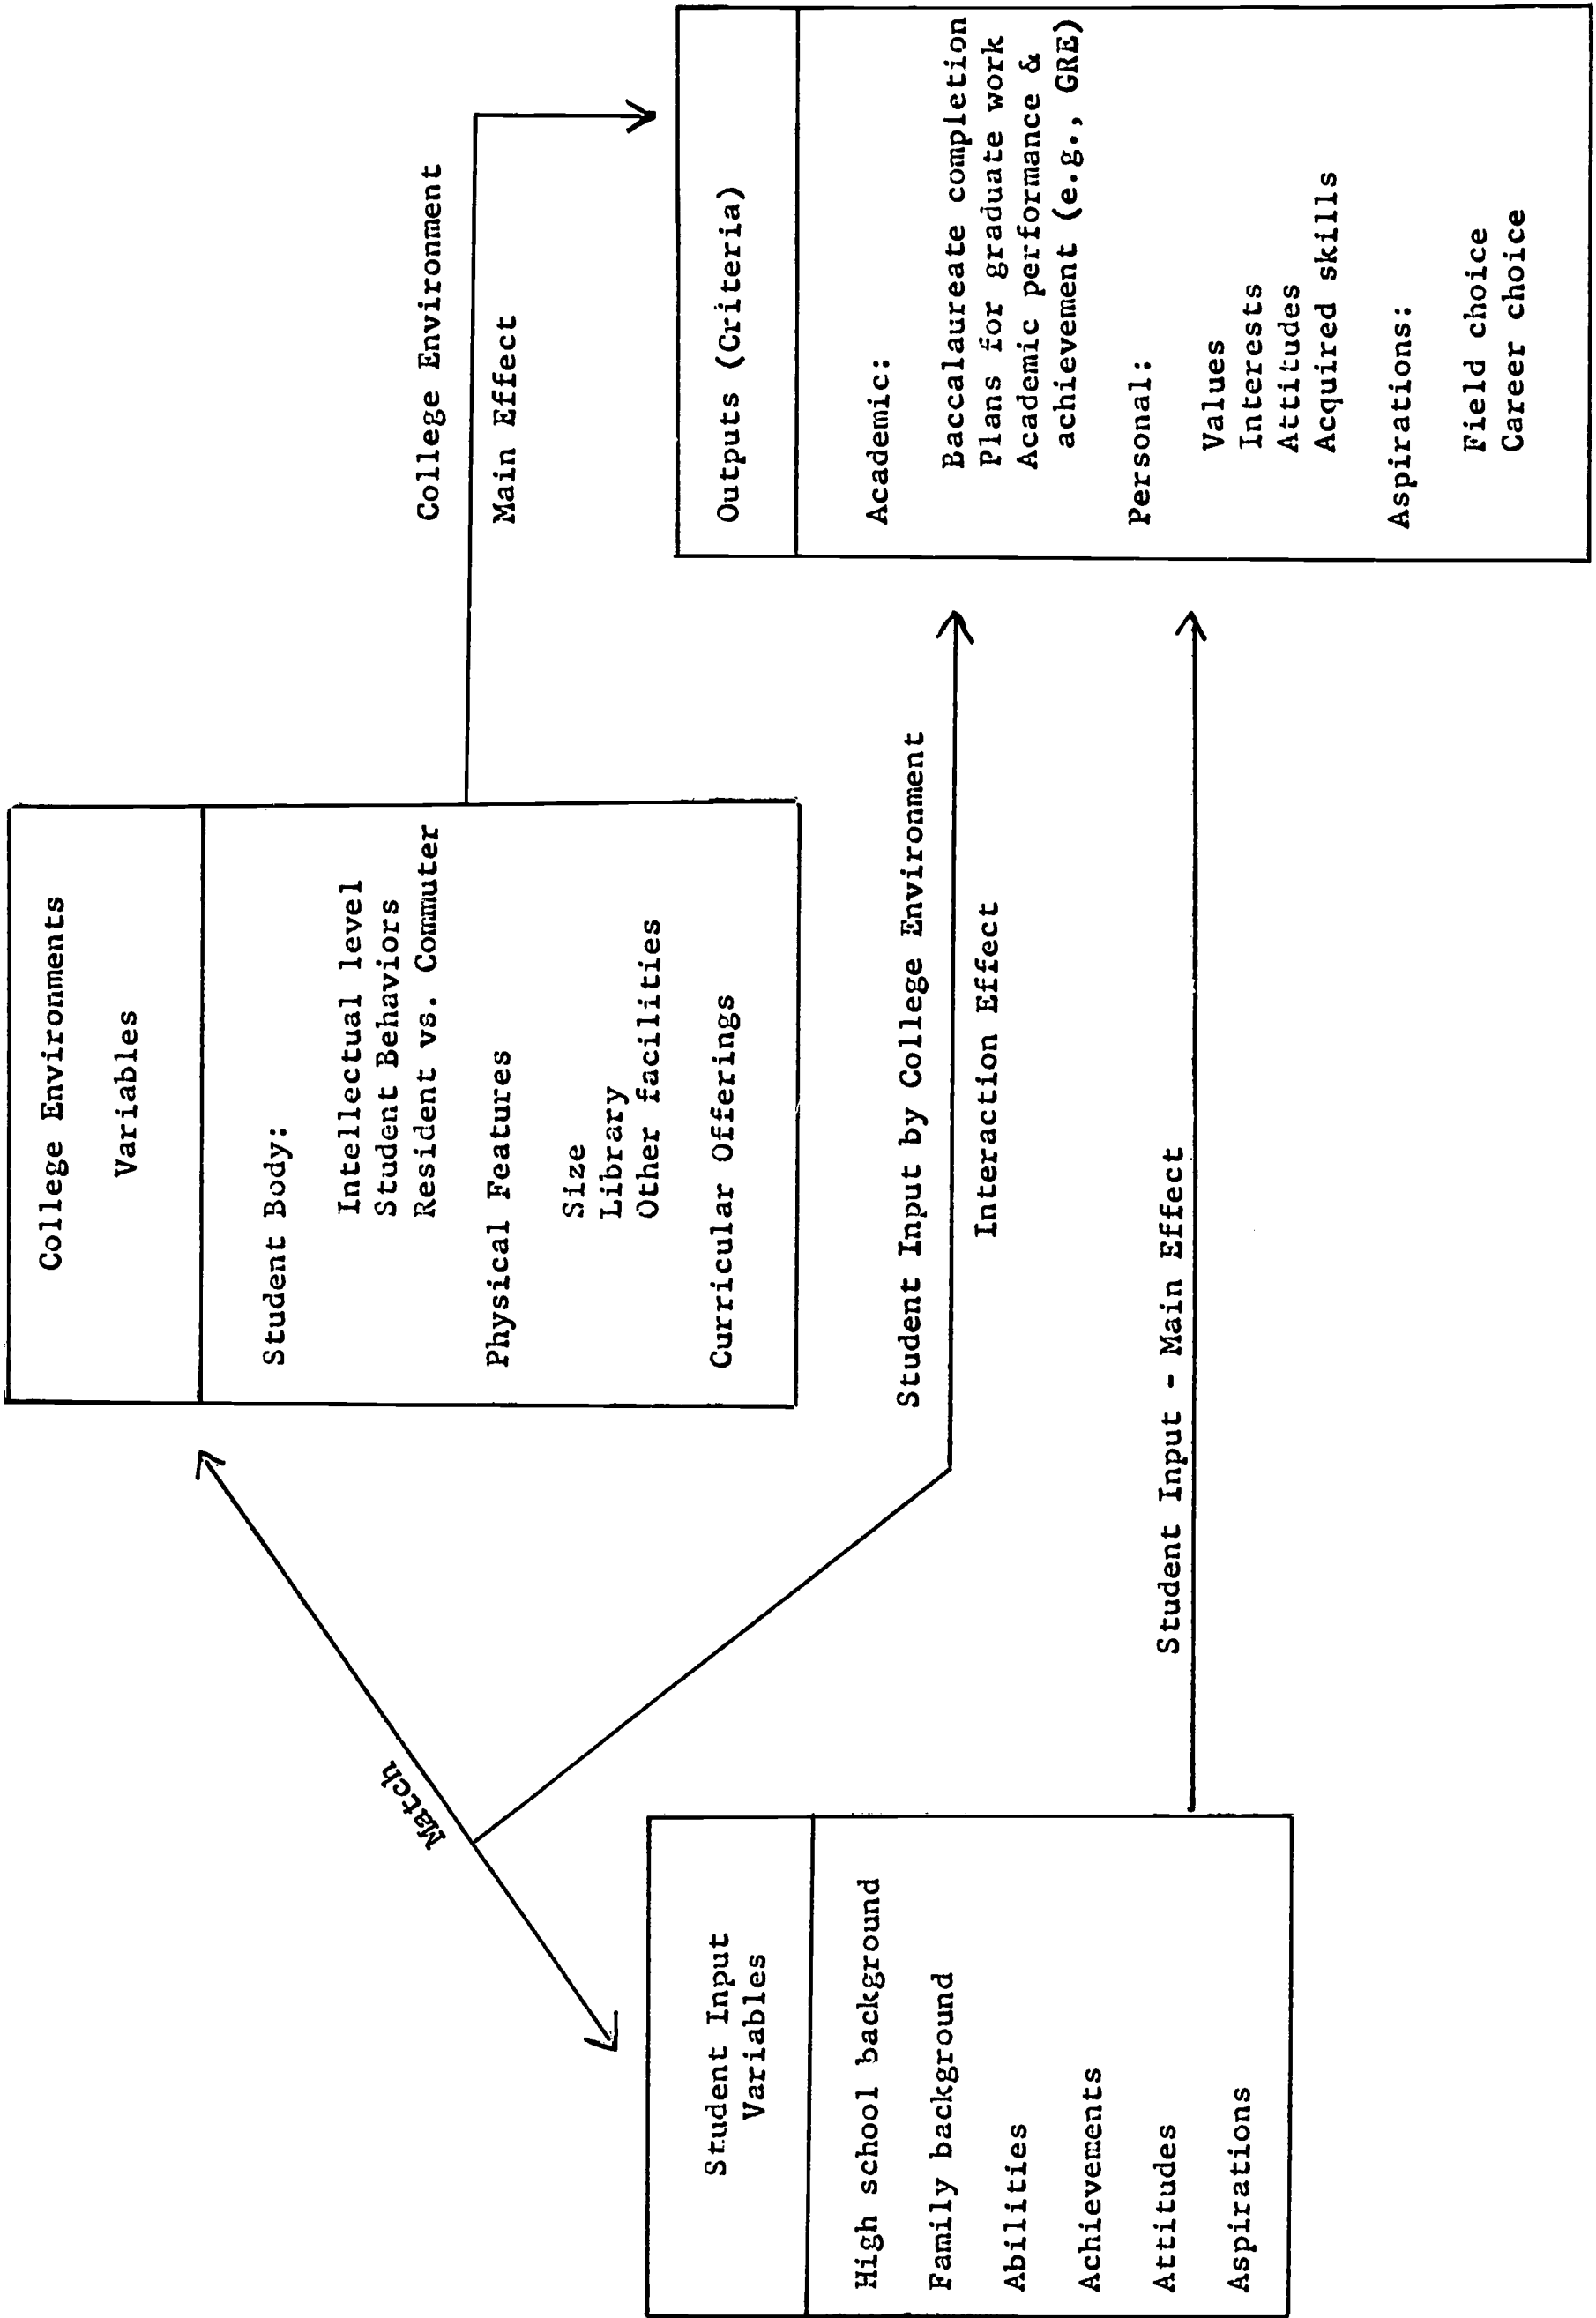 College Environments
Variables
Student Body:
Intellectual level
Student Behaviors
Resident vs. Commuter
Physical Features
Size
Library
Other facilities
Curricular Offerings
College Environment
Main Effect
Match
Student Input by College Environment
Interaction Effect
Student Input - Main Effect
Student Input
Variables
High school background
Family background
Abilities
Achievements
Attitudes
Aspirations
Outputs (Criteria)
Academic:
Baccalaureate completion
Plans for graduate work
Academic performance &
achievement (e.g., GRE)
Personal:
Values
Interests
Attitudes
Acquired skills
Aspirations:
Field choice
Career choice